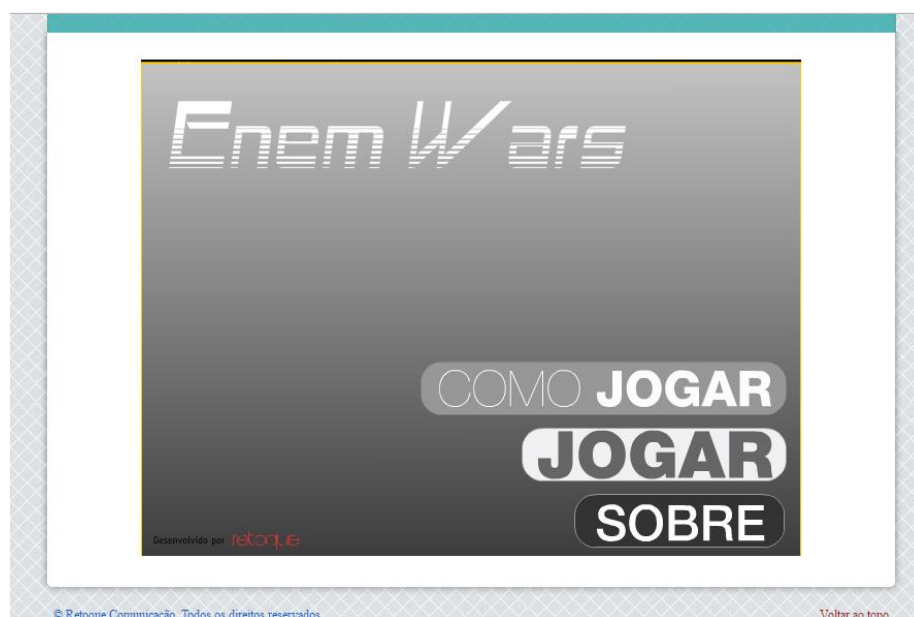 Enem Wars
COMO JOGAR
JOGAR
SOBRE
Desenvolvido por retoque
© Retoque Comunicação. Todos os direitos reservados
Voltar ao topo